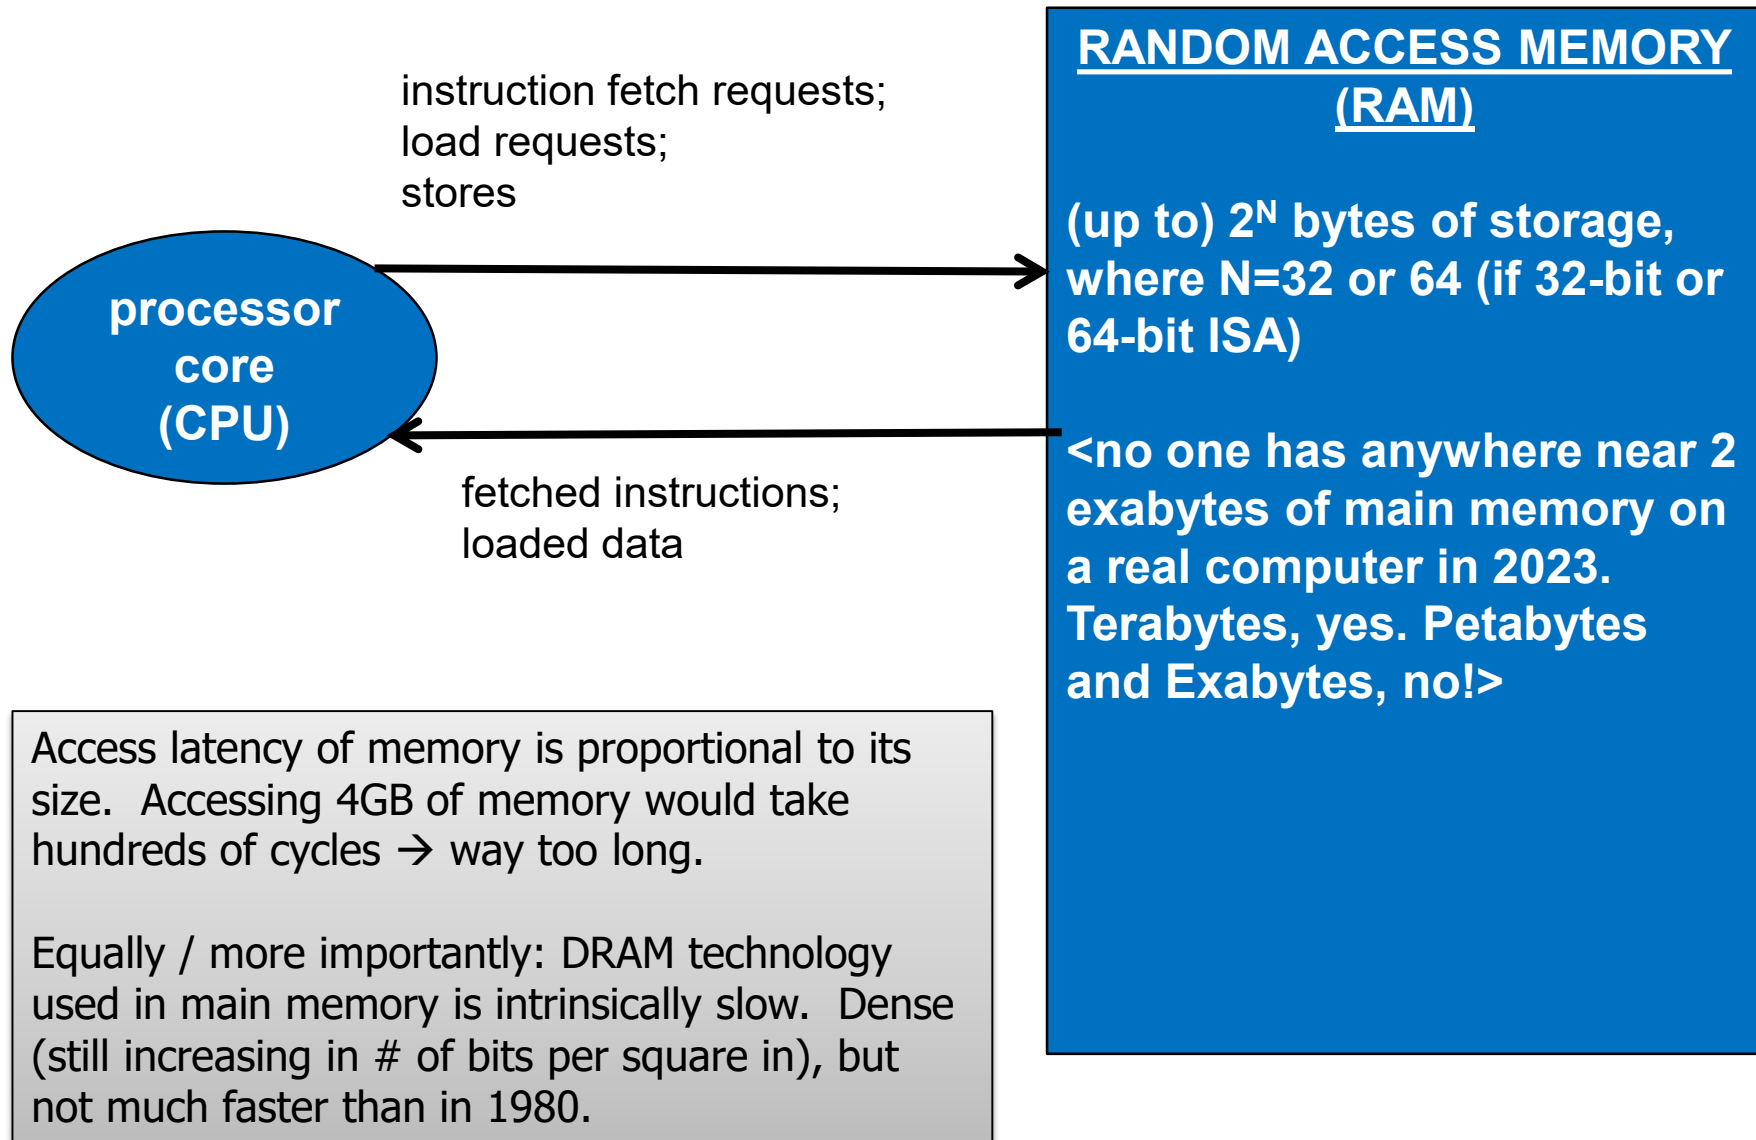 instruction fetch requests;
load requests;
stores
processor
core
(CPU)
fetched instructions;
loaded data
RANDOM ACCESS MEMORY
(RAM)
(up to) 2ᴺ bytes of storage,
where N=32 or 64 (if 32-bit or
64-bit ISA)
<no one has anywhere near 2
exabytes of main memory on
a real computer in 2023.
Terabytes, yes. Petabytes
and Exabytes, no!>
Access latency of memory is proportional to its
size.  Accessing 4GB of memory would take
hundreds of cycles → way too long.
Equally / more importantly: DRAM technology
used in main memory is intrinsically slow.  Dense
(still increasing in # of bits per square in), but
not much faster than in 1980.